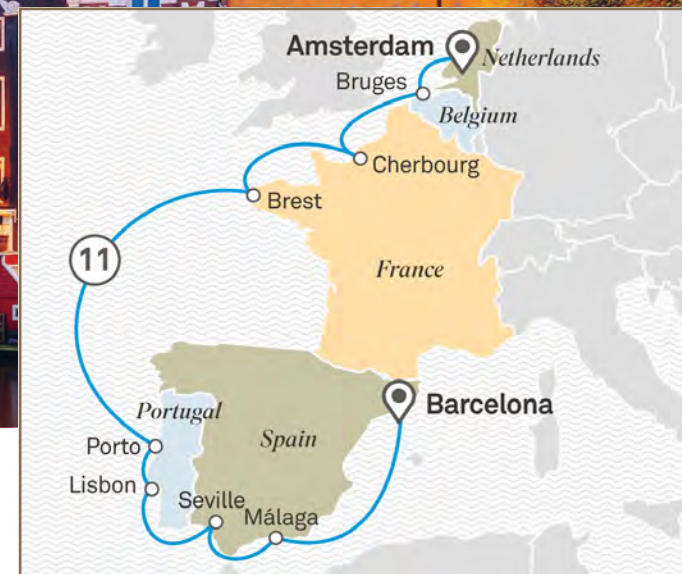 Amsterdam
Netherlands
Bruges
Belgium
Cherbourg
Brest
11
France
Barcelona
Portugal
Spain
Porto
Lisbon
Seville
Málaga